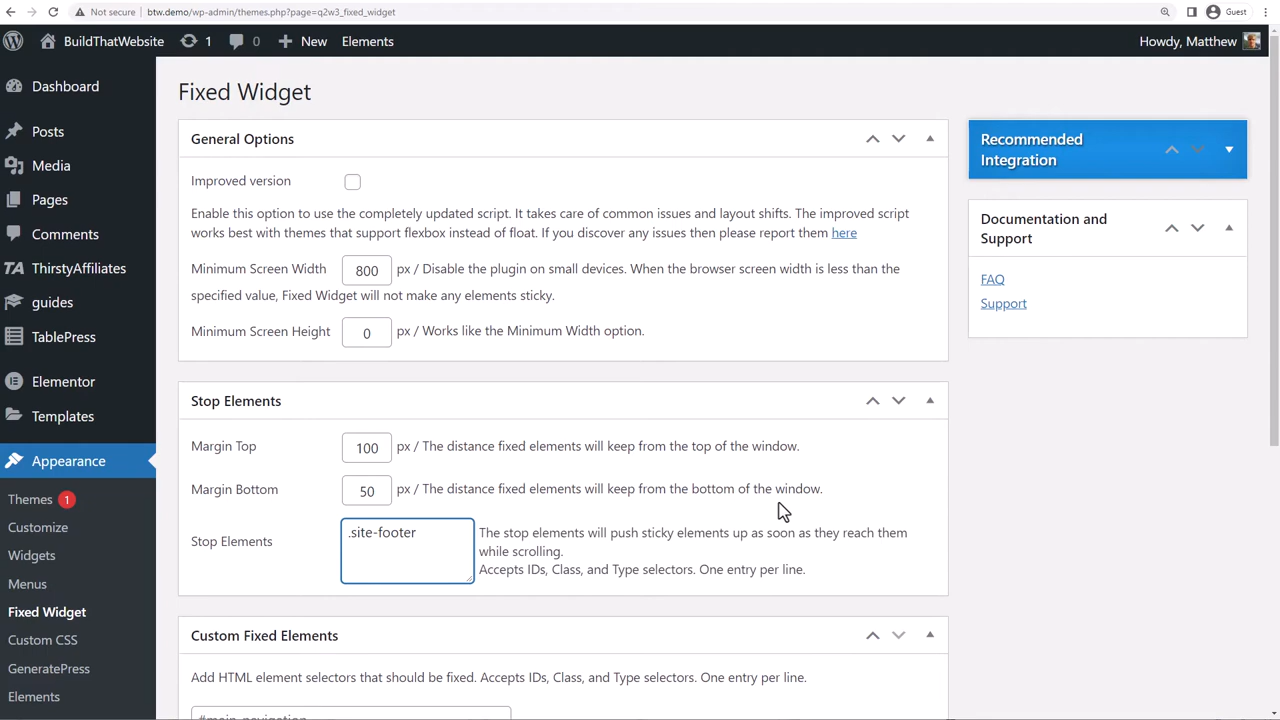 Not secure btw.demo/wp-admin/themes.php?page=q2w3_fixed_widget Guest
BuildThatWebsite 1 0 New Elements Howdy, Matthew
Dashboard
Posts
Media
Pages
Comments
ThirstyAffiliates
guides
TablePress
Elementor
Templates
Appearance
Themes 1
Customize
Widgets
Menus
Fixed Widget
Custom CSS
GeneratePress
Elements
Fixed Widget
General Options
Improved version
Enable this option to use the completely updated script. It takes care of common issues and layout shifts. The improved script
works best with themes that support flexbox instead of float. If you discover any issues then please report them here
Minimum Screen Width 800 px / Disable the plugin on small devices. When the browser screen width is less than the
specified value, Fixed Widget will not make any elements sticky.
Minimum Screen Height 0 px / Works like the Minimum Width option.
Stop Elements
Margin Top 100 px / The distance fixed elements will keep from the top of the window.
Margin Bottom 50 px / The distance fixed elements will keep from the bottom of the window.
Stop Elements .site-footer The stop elements will push sticky elements up as soon as they reach them
while scrolling.
Accepts IDs, Class, and Type selectors. One entry per line.
Custom Fixed Elements
Add HTML element selectors that should be fixed. Accepts IDs, Class, and Type selectors. One entry per line.
#main-navigation
Recommended
Integration
Documentation and
Support
FAQ
Support